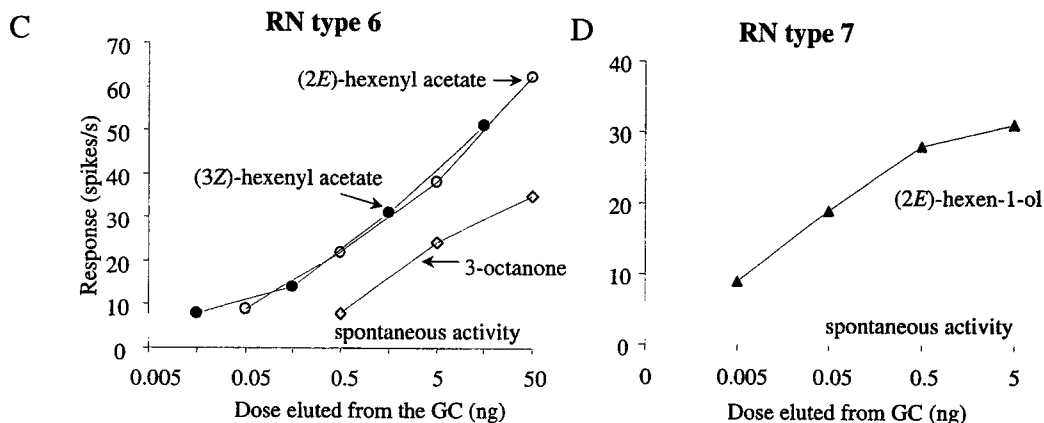 C
RN type 6
Response (spikes/s)
70
60
50
40
30
20
10
0
(2E)-hexenyl acetate
(3Z)-hexenyl acetate
3-octanone
spontaneous activity
0.005
0.05
0.5
5
50
Dose eluted from the GC (ng)
D
RN type 7
40
30
20
10
0
(2E)-hexen-1-ol
spontaneous activity
0
0.005
0.05
0.5
5
Dose eluted from GC (ng)